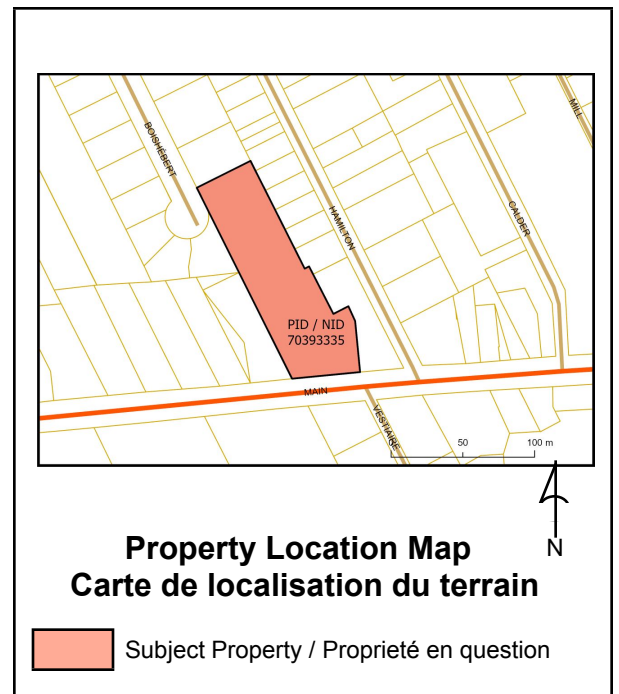 MILL
BOISHÉBERT
HAMILTON
CALDER
PID / NID
70393335
MAIN
VESTIAIRE
50
100 m
N
Property Location Map
Carte de localisation du terrain
Subject Property / Proprieté en question